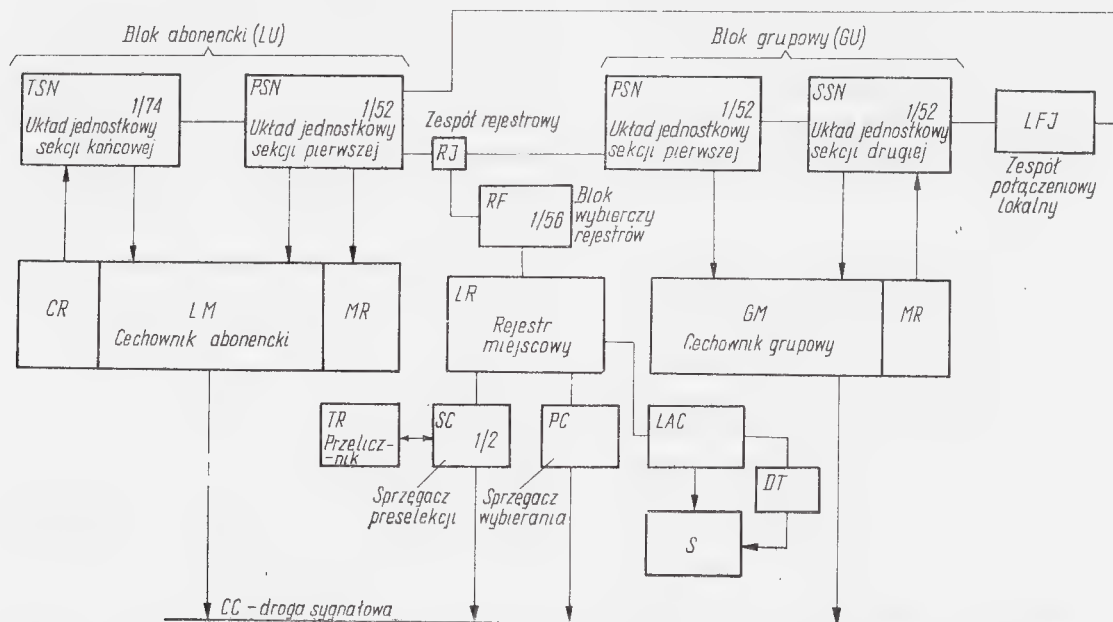 Blok abonencki (LU)
Blok grupowy (GU)
TSN
1/74
Układ jednostkowy
sekcji końcowej
PSN
1/52
Układ jednostkowy
sekcji pierwszej
Zespół rejestrowy
RJ
PSN
1/52
Układ jednostkowy
sekcji pierwszej
SSN
1/52
Układ jednostkowy
sekcji drugiej
LFJ
Zespół
połączeniowy
lokalny
RF
1/56
Blok
wybierczy
rejestrów
CR
LM
Cechownik abonencki
MR
LR
Rejestr
miejscowy
GM
Cechownik grupowy
MR
TR
Przelicz-
-nik
SC
1/2
PC
LAC
DT
Sprzęgacz
preselekcji
Sprzęgacz
wybierania
S
CC - droga sygnałowa